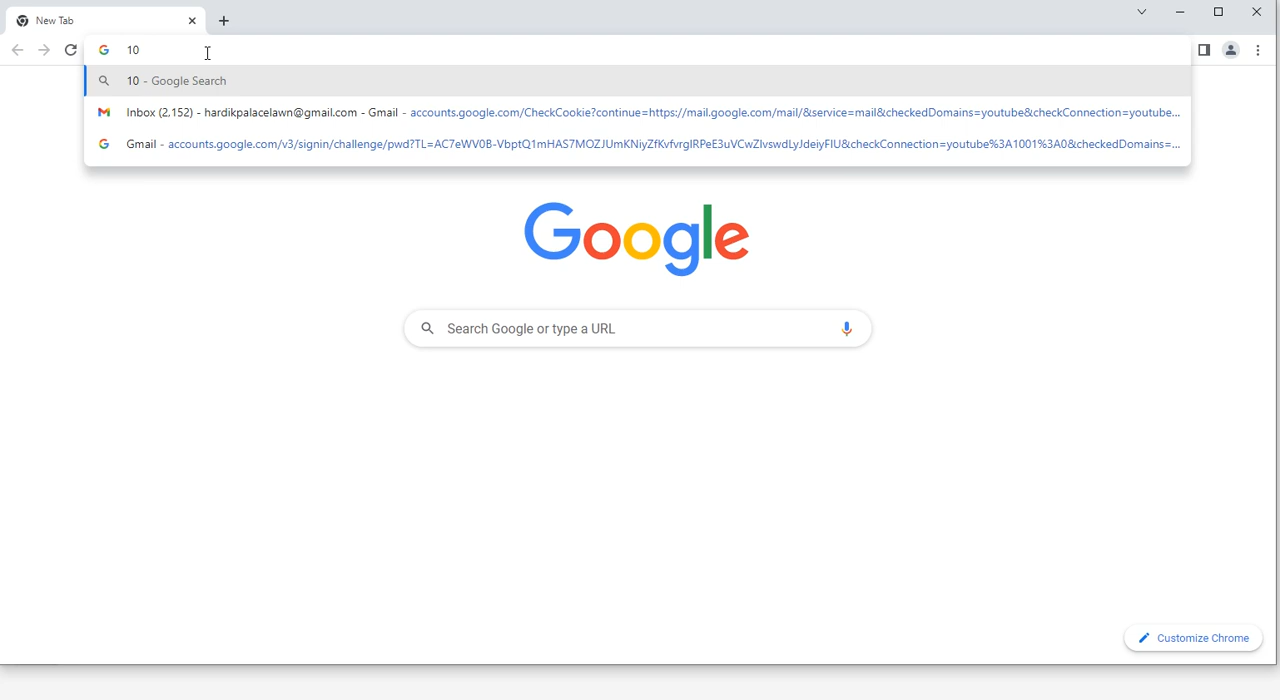 New Tab
10
10 - Google Search
Inbox (2,152) - hardikpalacelawn@gmail.com - Gmail - accounts.google.com/CheckCookie?continue=https://mail.google.com/mail/&service=mail&checkedDomains=youtube&checkConnection=youtube...
Gmail - accounts.google.com/v3/signin/challenge/pwd?TL=AC7eWV0B-VbptQ1mHAS7MOZJUmKNiyZfKvfvrgIRPeE3uVCwZIvswdLyJdeiyFIU&checkConnection=youtube%3A1001%3A0&checkedDomains=...
Google
Search Google or type a URL
Customize Chrome